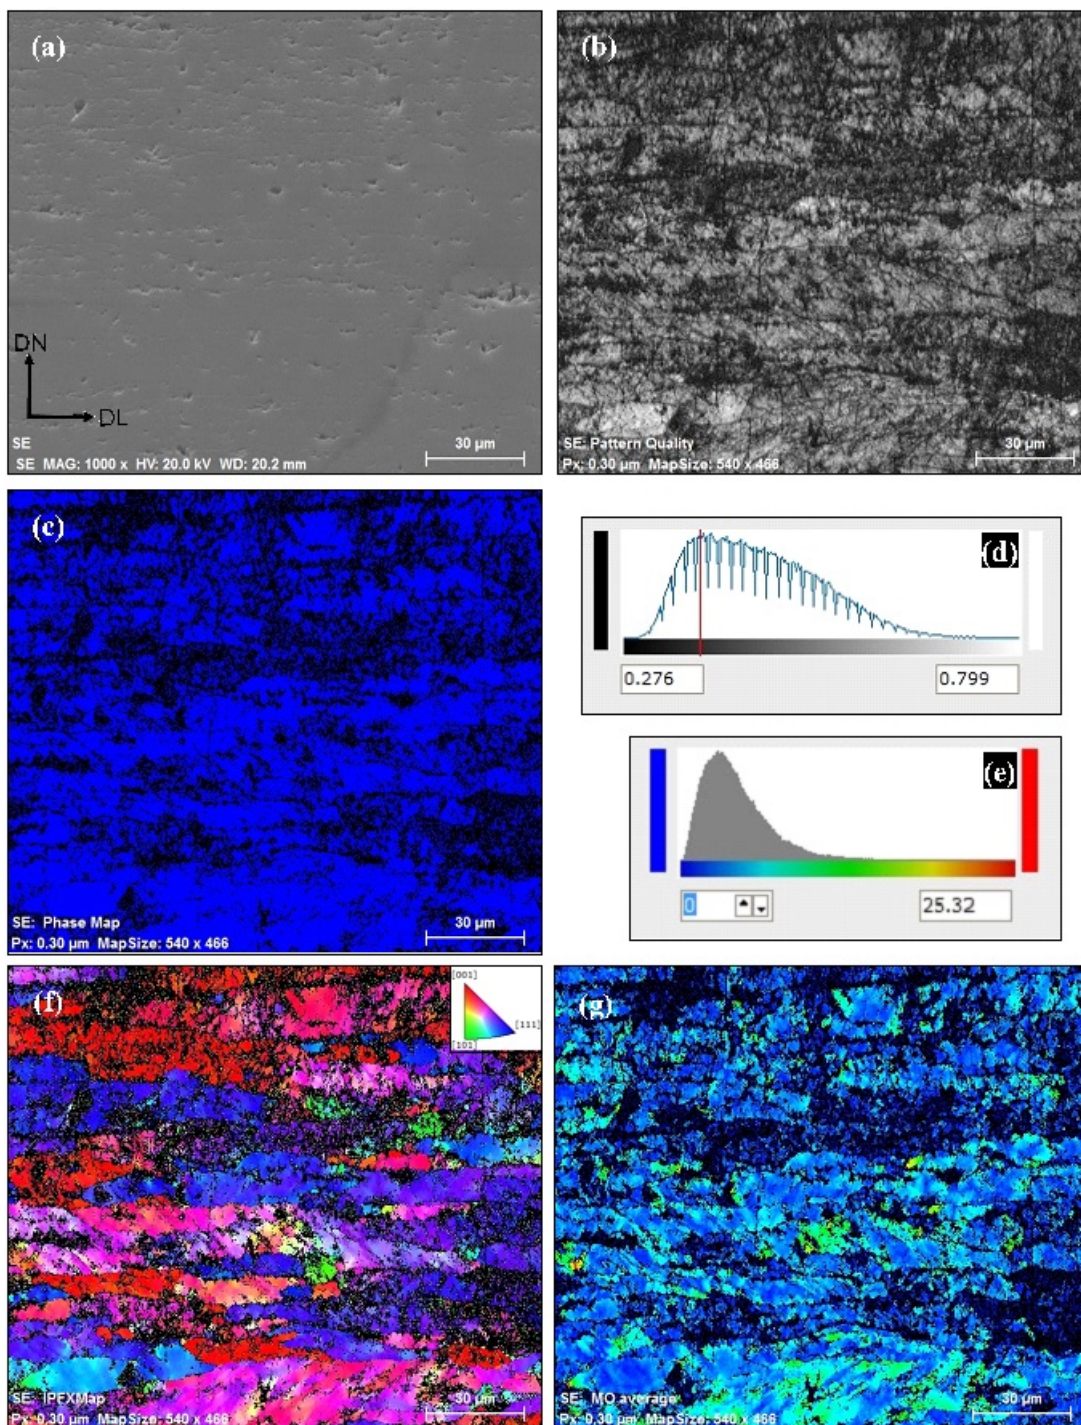 (a)
DN
DL
SE
30 µm
SE MAG: 1000 x HV: 20.0 kV WD: 20.2 mm
(b)
SE: Pattern Quality
30 µm
Px: 0.30 µm MapSize: 540 x 466
(c)
SE: Phase Map
30 µm
Px: 0.30 µm MapSize: 540 x 466
(d)
0.276
0.799
(e)
0
25.32
(f)
[001]
[111]
[101]
SE: IPFXMap
30 µm
Px: 0.30 µm MapSize: 540 x 466
(g)
SE: MO average
30 µm
Px: 0.30 µm MapSize: 540 x 466